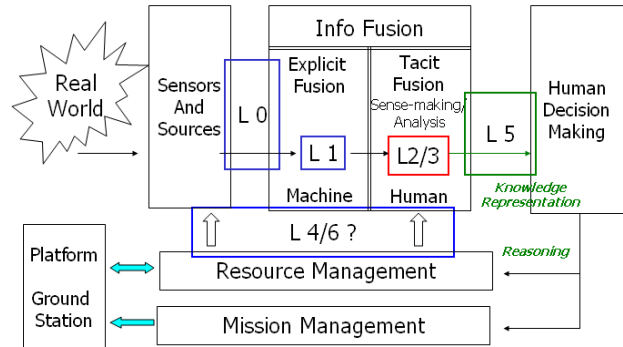 Info Fusion
Real
World
Sensors
And
Sources
L 0
Explicit
Fusion
L 1
Machine
Tacit
Fusion
Sense-making/
Analysis
L2/3
Human
L 5
Human
Decision
Making
Knowledge
Representation
L 4/6 ?
Reasoning
Platform
Ground
Station
Resource Management
Mission Management